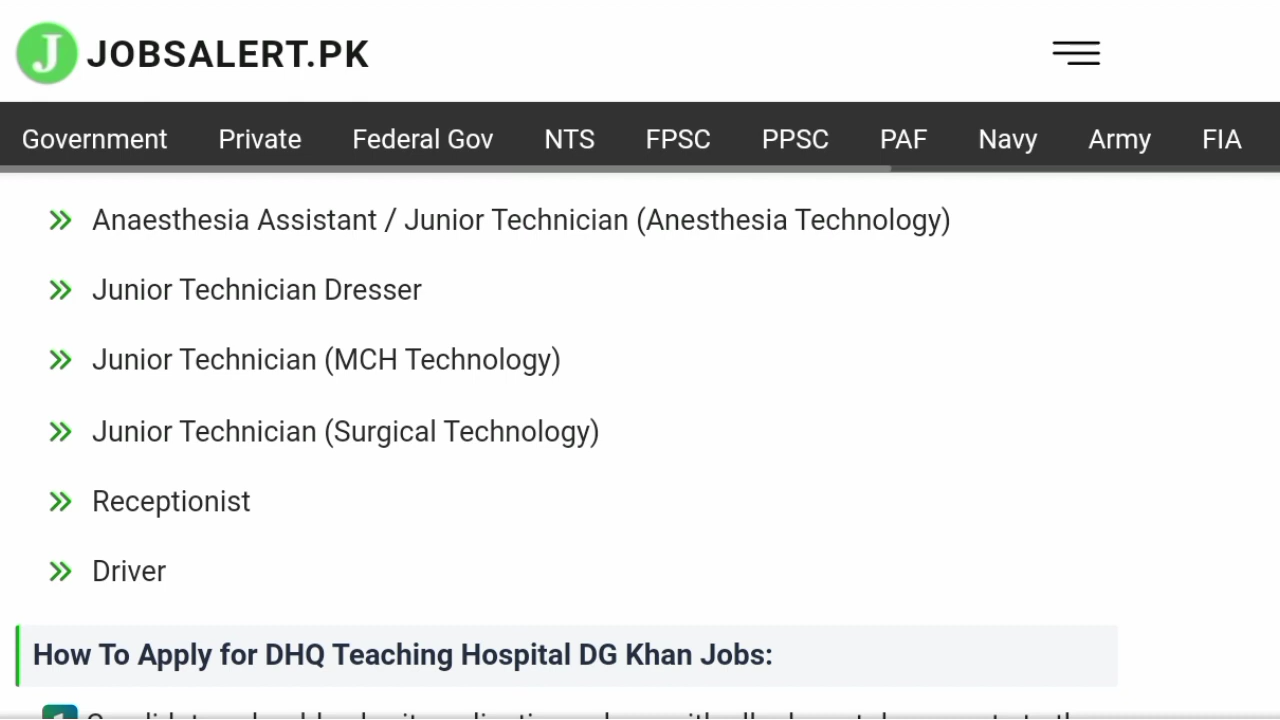 JOBSALERT.PK
Government Private Federal Gov NTS FPSC PPSC PAF Navy Army FIA
Anaesthesia Assistant / Junior Technician (Anesthesia Technology)
Junior Technician Dresser
Junior Technician (MCH Technology)
Junior Technician (Surgical Technology)
Receptionist
Driver
How To Apply for DHQ Teaching Hospital DG Khan Jobs: